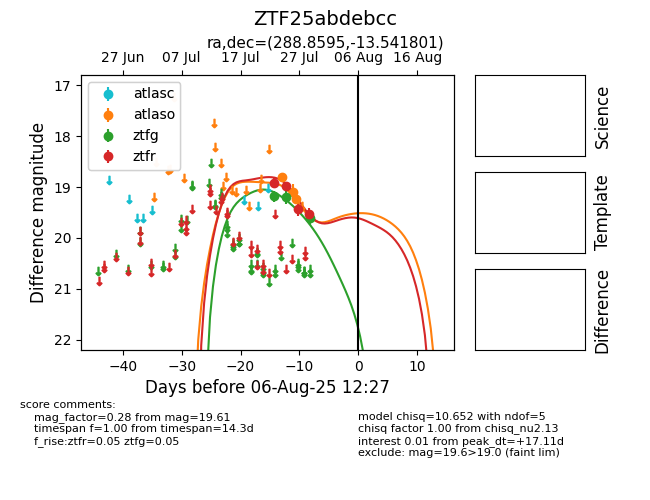 ZTF25abdebcc
ra,dec=(288.8595,-13.541801)
27 Jun 07 Jul 17 Jul 27 Jul 06 Aug 16 Aug
17
18
19
20
21
22
Difference magnitude
atlasc
atlaso
ztfg
ztfr
−40 −30 −20 −10 0 10
Days before 06-Aug-25 12:27
Science
Template
Difference
score comments:
mag_factor=0.28 from mag=19.61
timespan f=1.00 from timespan=14.3d
f_rise:ztfr=0.05 ztfg=0.05
model chisq=10.652 with ndof=5
chisq factor 1.00 from chisq_nu2.13
interest 0.01 from peak_dt=+17.11d
exclude: mag=19.6>19.0 (faint lim)